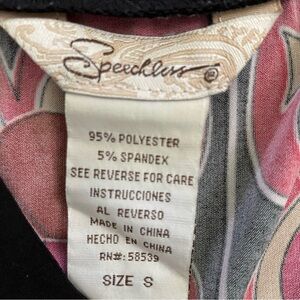 Speechless ®
95% POLYESTER
5% SPANDEX
SEE REVERSE FOR CARE
INSTRUCCIONES
AL REVERSO
MADE IN CHINA
HECHO EN CHINA
RN#: 58539
SIZE S